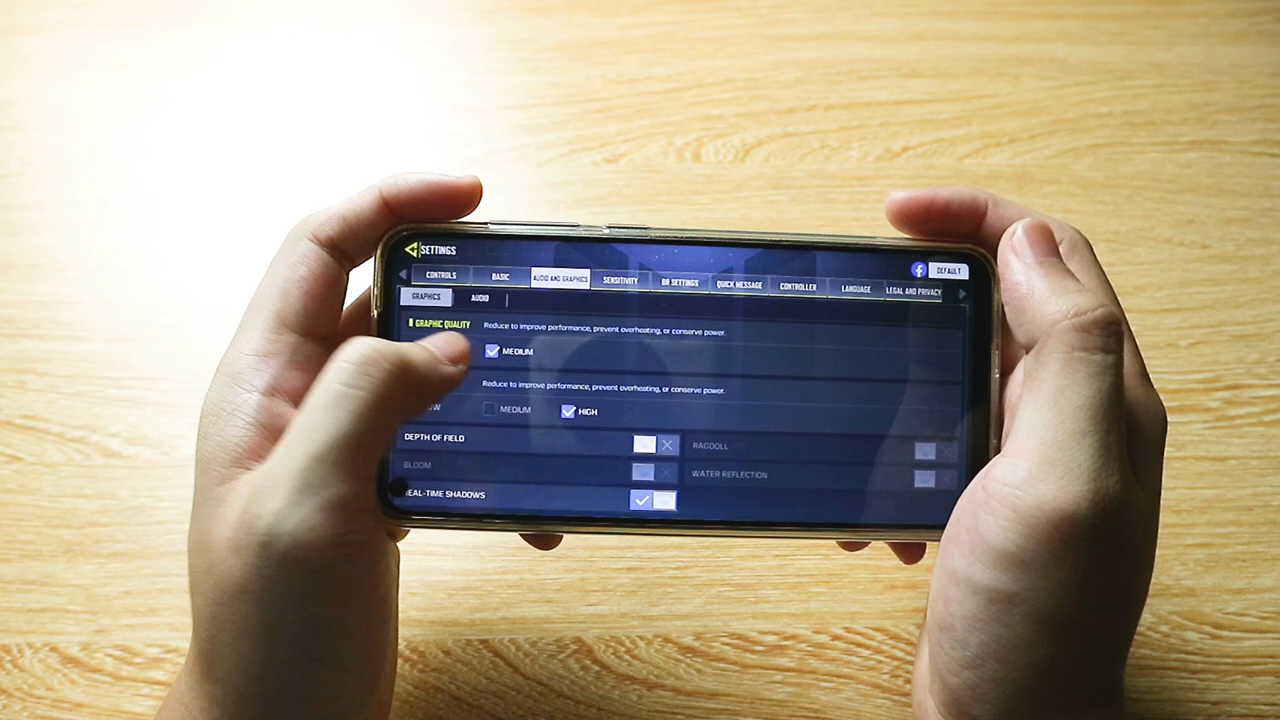 SETTINGS
DEFAULT
CONTROLS BASIC AUDIO AND GRAPHICS SENSITIVITY BR SETTINGS QUICK MESSAGE CONTROLLER LANGUAGE LEGAL AND PRIVACY
GRAPHICS AUDIO
GRAPHIC QUALITY Reduce to improve performance, prevent overheating, or conserve power.
MEDIUM
Reduce to improve performance, prevent overheating, or conserve power.
MEDIUM HIGH
DEPTH OF FIELD RAGDOLL
BLOOM WATER REFLECTION
REAL-TIME SHADOWS